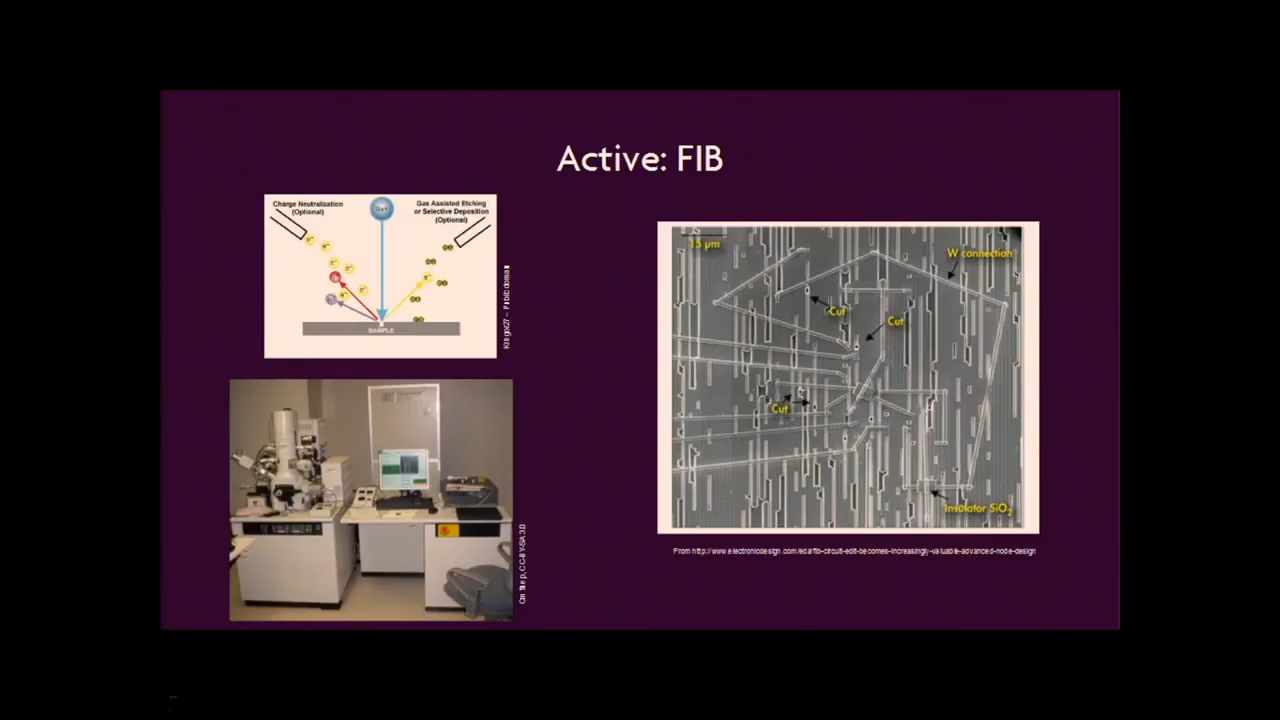 Active: FIB
Charge Neutralization
(Optional)
Gas Assisted Etching
or Selective Deposition
(Optional)
Ga+
SAMPLE
15 µm
W connection
Cut
Cut
Cut
Insulator SiO₂
From http://www.electronicdesign.com/eda/fib-circuit-edit-becomes-increasingly-valuable-advanced-node-design